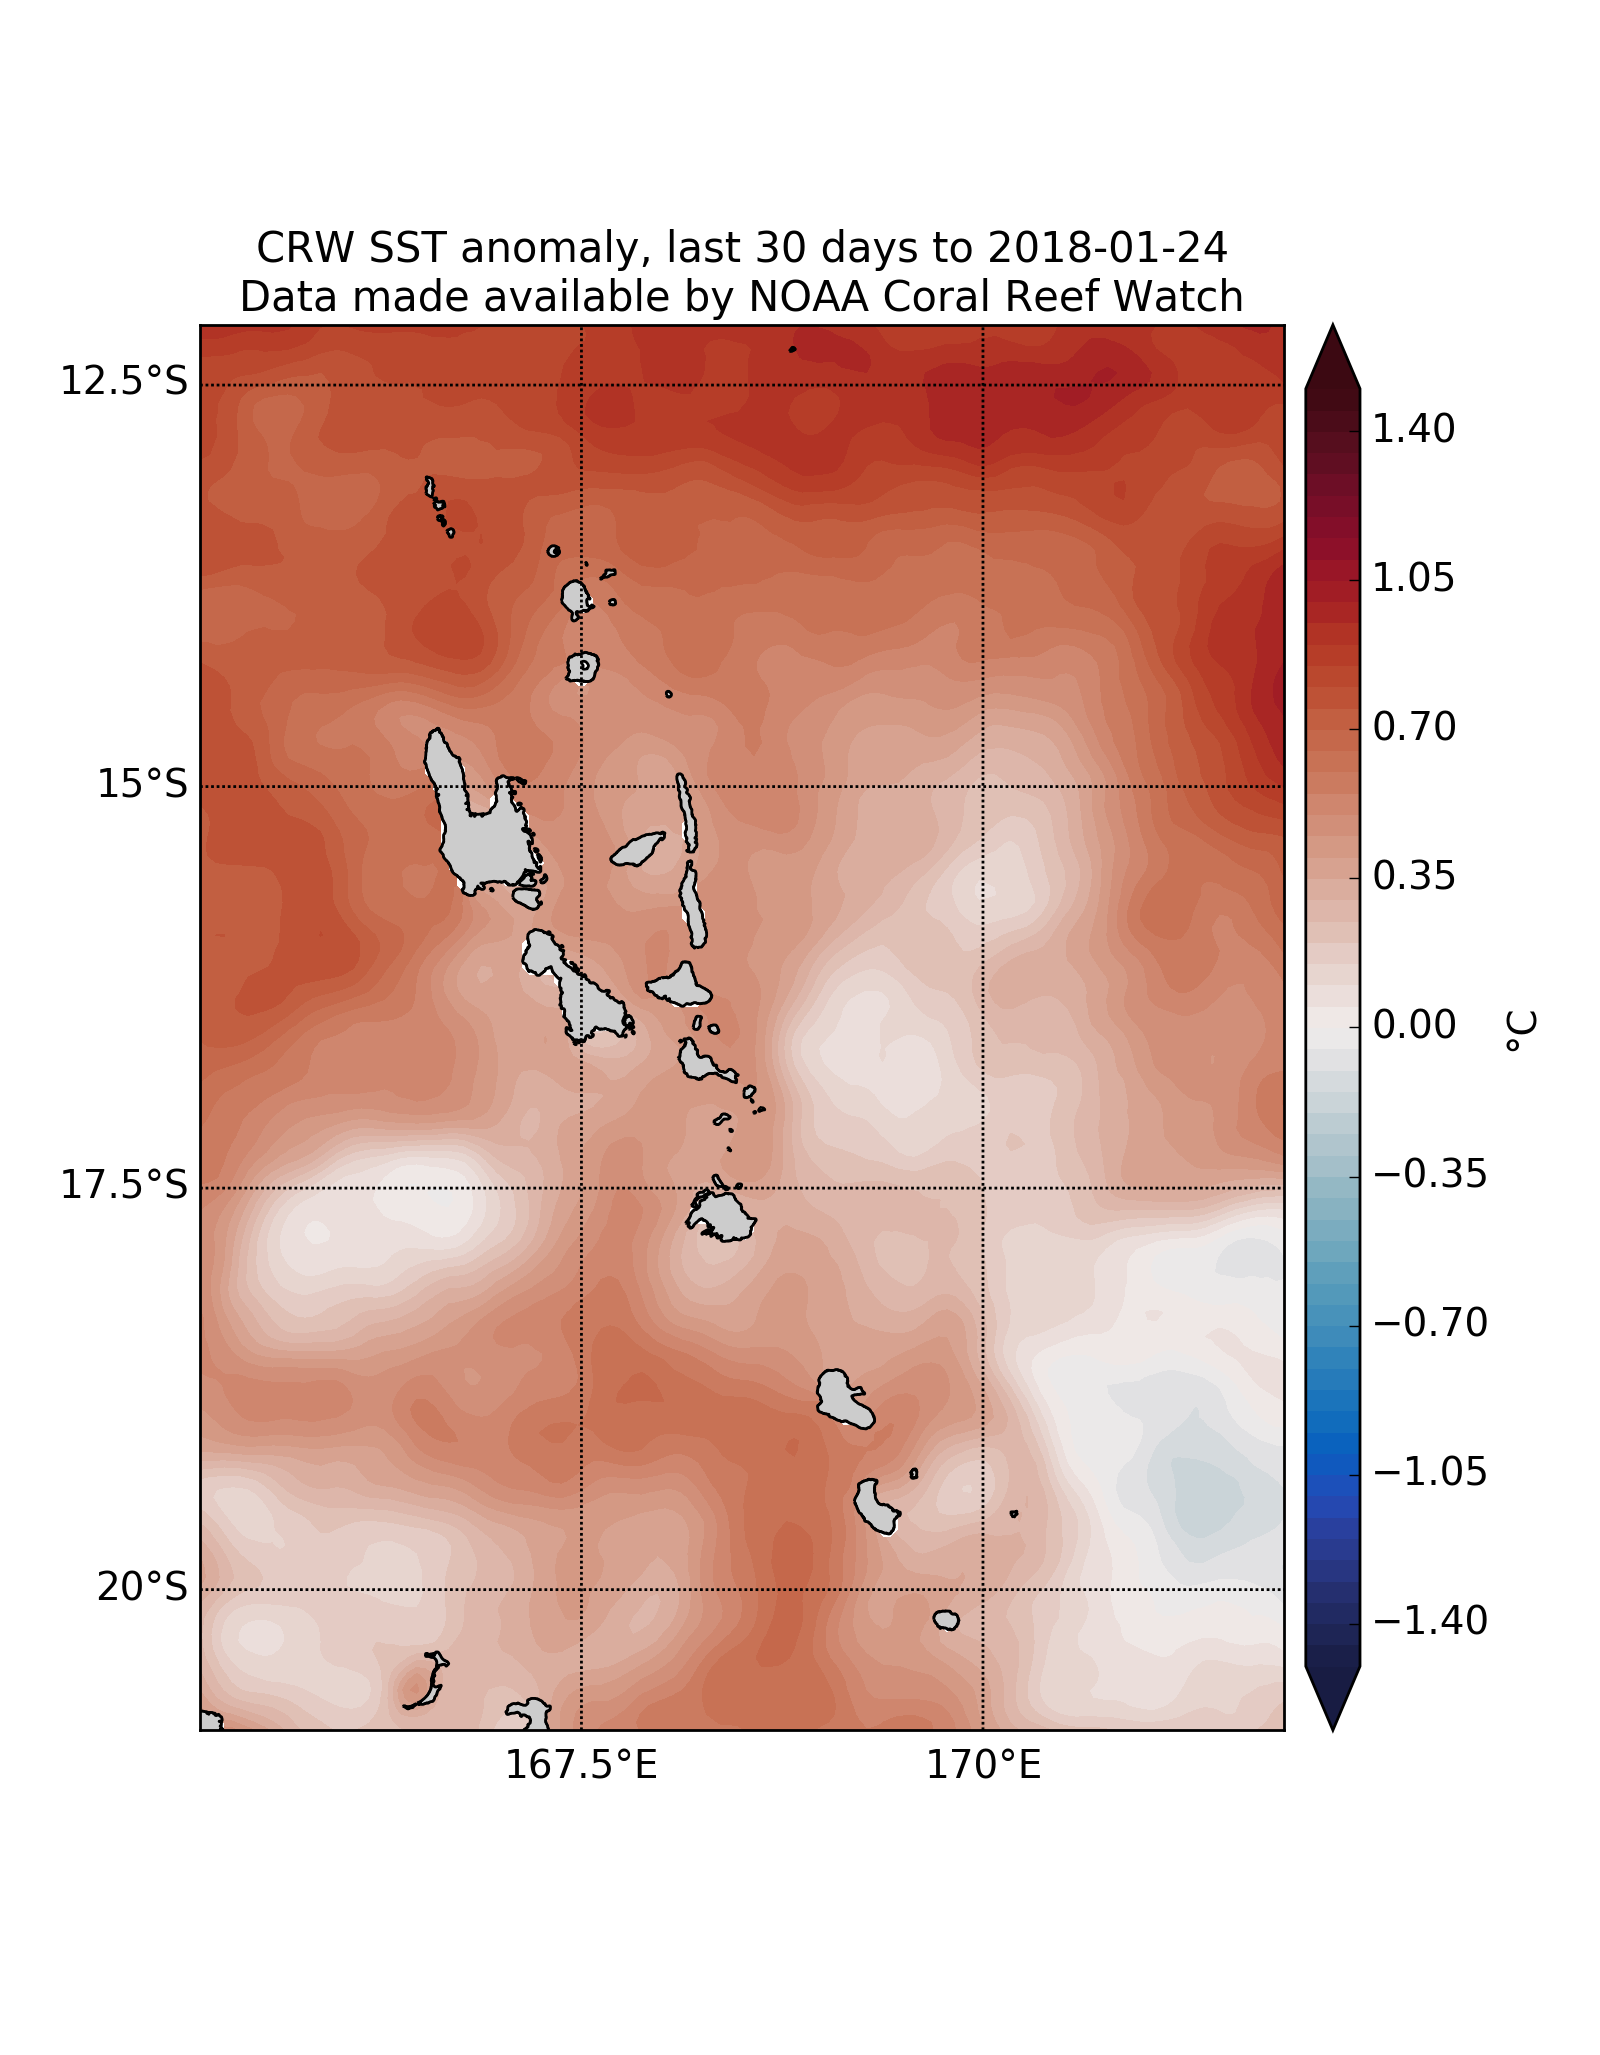 CRW SST anomaly, last 30 days to 2018-01-24
Data made available by NOAA Coral Reef Watch
12.5°S
15°S
17.5°S
20°S
167.5°E
170°E
1.40
1.05
0.70
0.35
0.00
−0.35
−0.70
−1.05
−1.40
°C